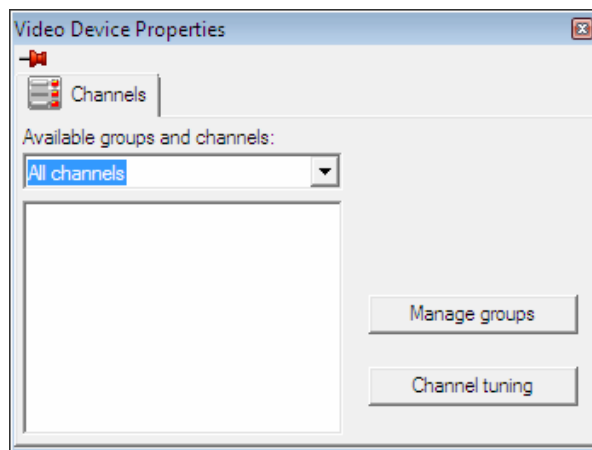 Video Device Properties
Channels
Available groups and channels:
All channels
Manage groups
Channel tuning